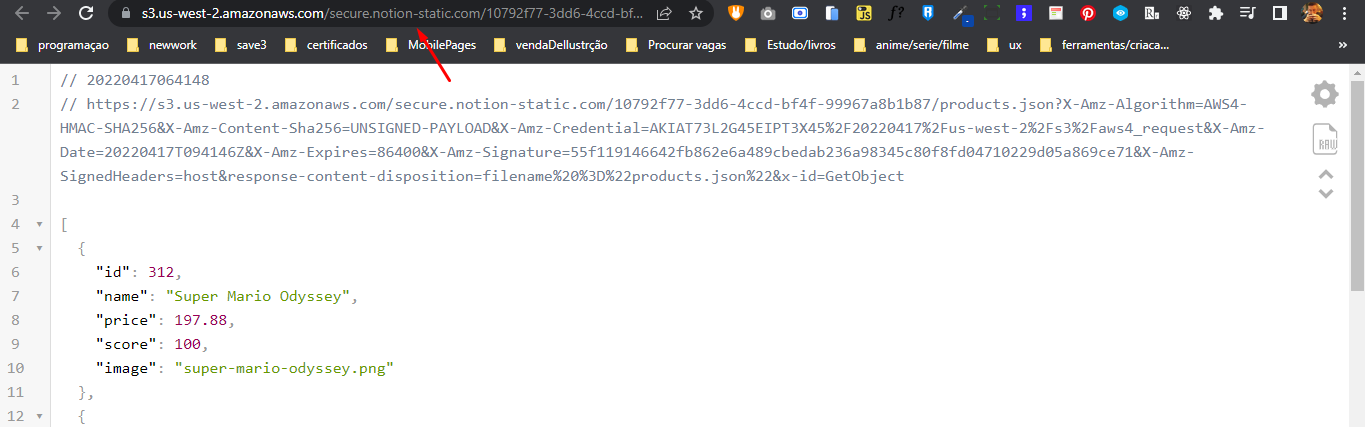 s3.us-west-2.amazonaws.com/secure.notion-static.com/10792f77-3dd6-4ccd-bf...
programaçao newwork save3 certificados MobilePages vendaDeIlustrção Procurar vagas Estudo/livros anime/serie/filme ux ferramentas/criaca... »
1 // 20220417064148
2 // https://s3.us-west-2.amazonaws.com/secure.notion-static.com/10792f77-3dd6-4ccd-bf4f-99967a8b1b87/products.json?X-Amz-Algorithm=AWS4-
HMAC-SHA256&X-Amz-Content-Sha256=UNSIGNED-PAYLOAD&X-Amz-Credential=AKIAT73L2G45EIPT3X45%2F20220417%2Fus-west-2%2Fs3%2Faws4_request&X-Amz-
Date=20220417T094146Z&X-Amz-Expires=86400&X-Amz-Signature=55f119146642fb862e6a489cbedab236a98345c80f8fd04710229d05a869ce71&X-Amz-
SignedHeaders=host&response-content-disposition=filename%20%3D%22products.json%22&x-id=GetObject
3
4 [
5 {
6 "id": 312,
7 "name": "Super Mario Odyssey",
8 "price": 197.88,
9 "score": 100,
10 "image": "super-mario-odyssey.png"
11 },
12 {
RAW